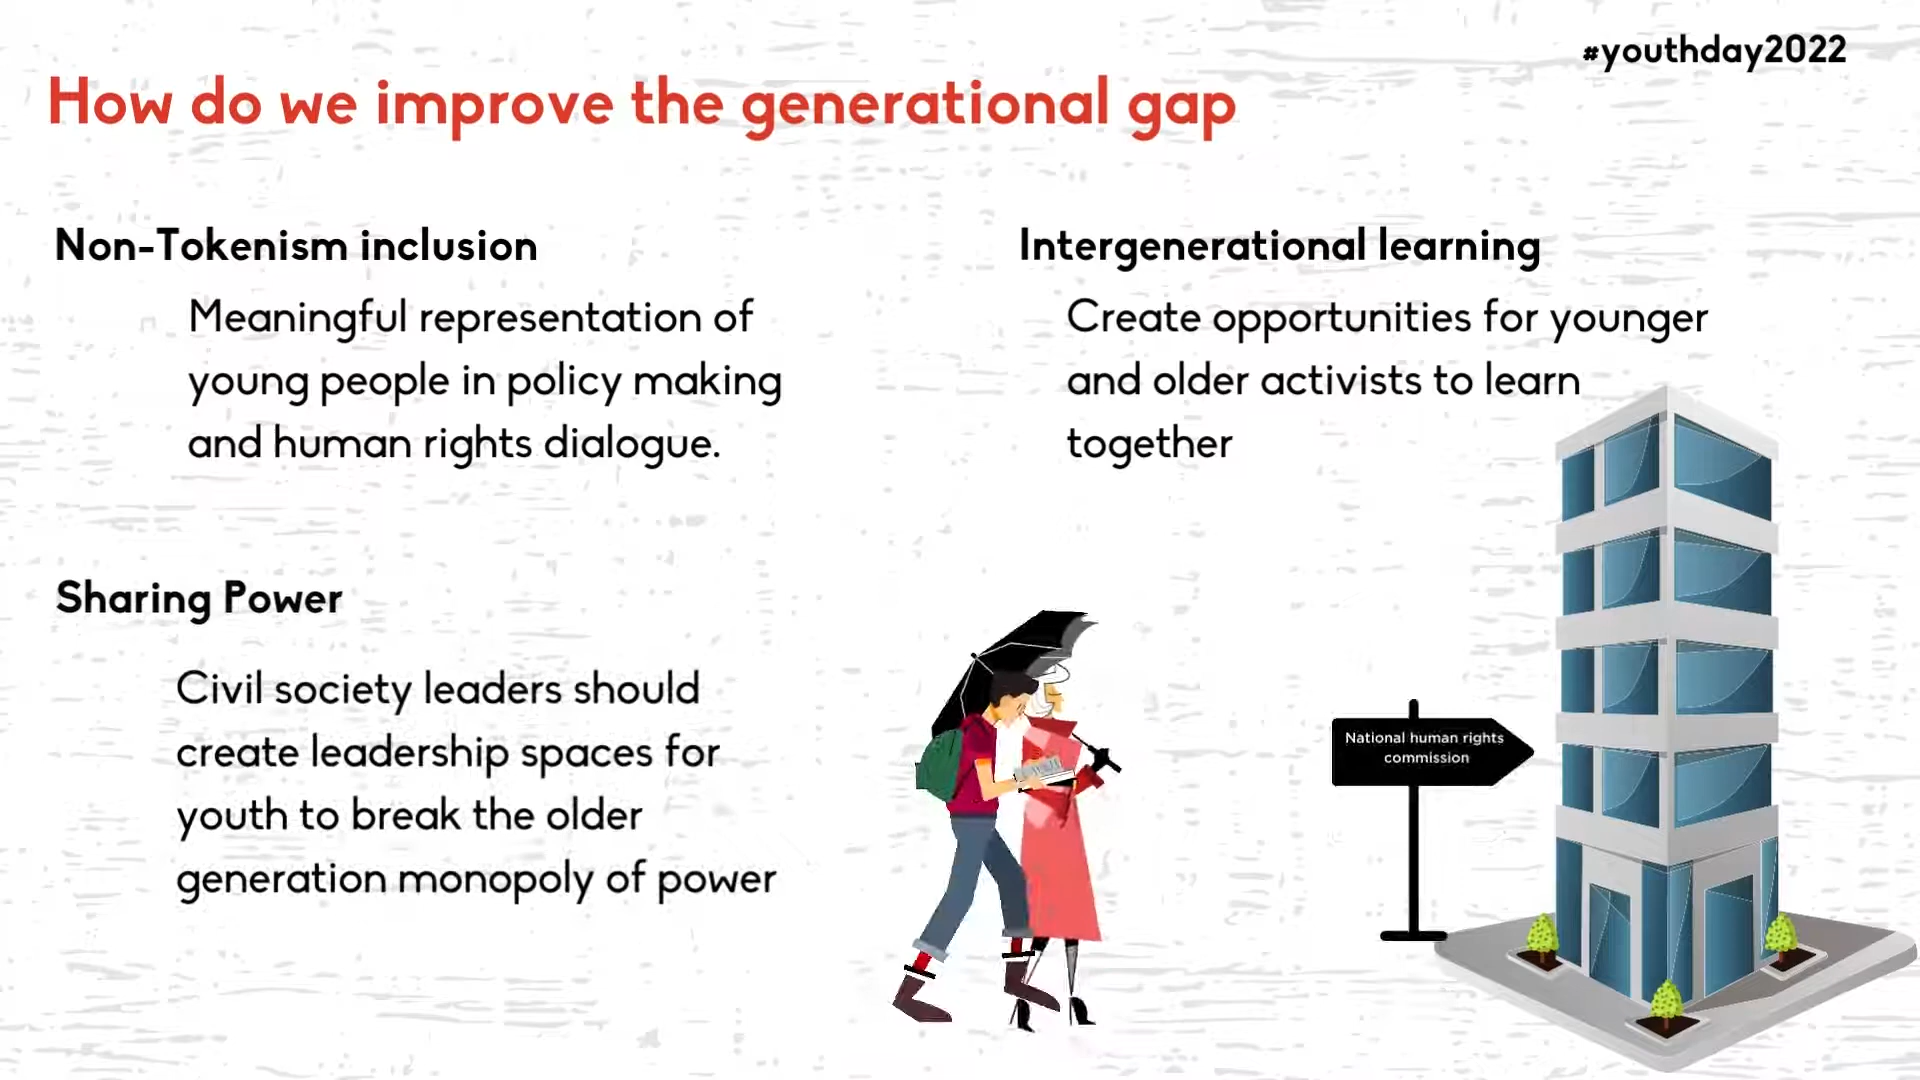 #youthday2022
How do we improve the generational gap
Non-Tokenism inclusion
Meaningful representation of
young people in policy making
and human rights dialogue.
Intergenerational learning
Create opportunities for younger
and older activists to learn
together
Sharing Power
Civil society leaders should
create leadership spaces for
youth to break the older
generation monopoly of power
National human rights
commission